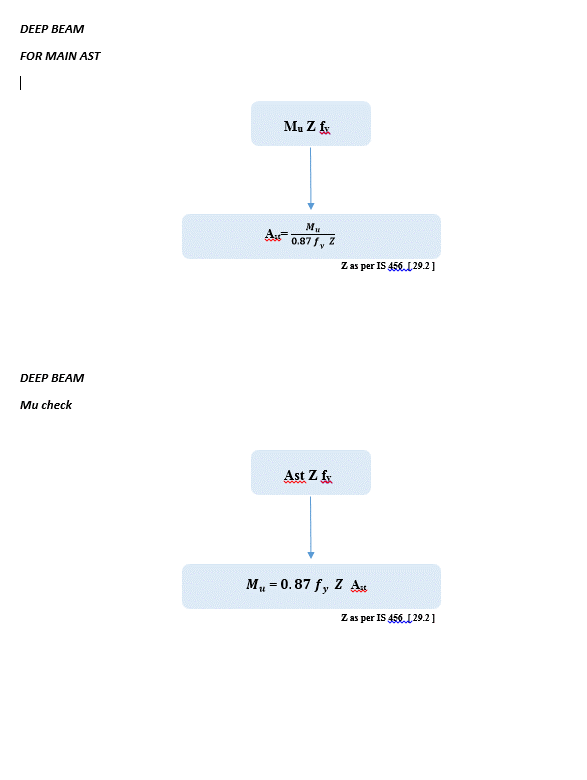 DEEP BEAM
FOR MAIN AST
Mu Z fy
Ast= Mu / 0.87 fy Z
Z as per IS 456 [ 29.2 ]
DEEP BEAM
Mu check
Ast Z fy
Mu = 0.87 fy Z Ast
Z as per IS 456 [ 29.2 ]